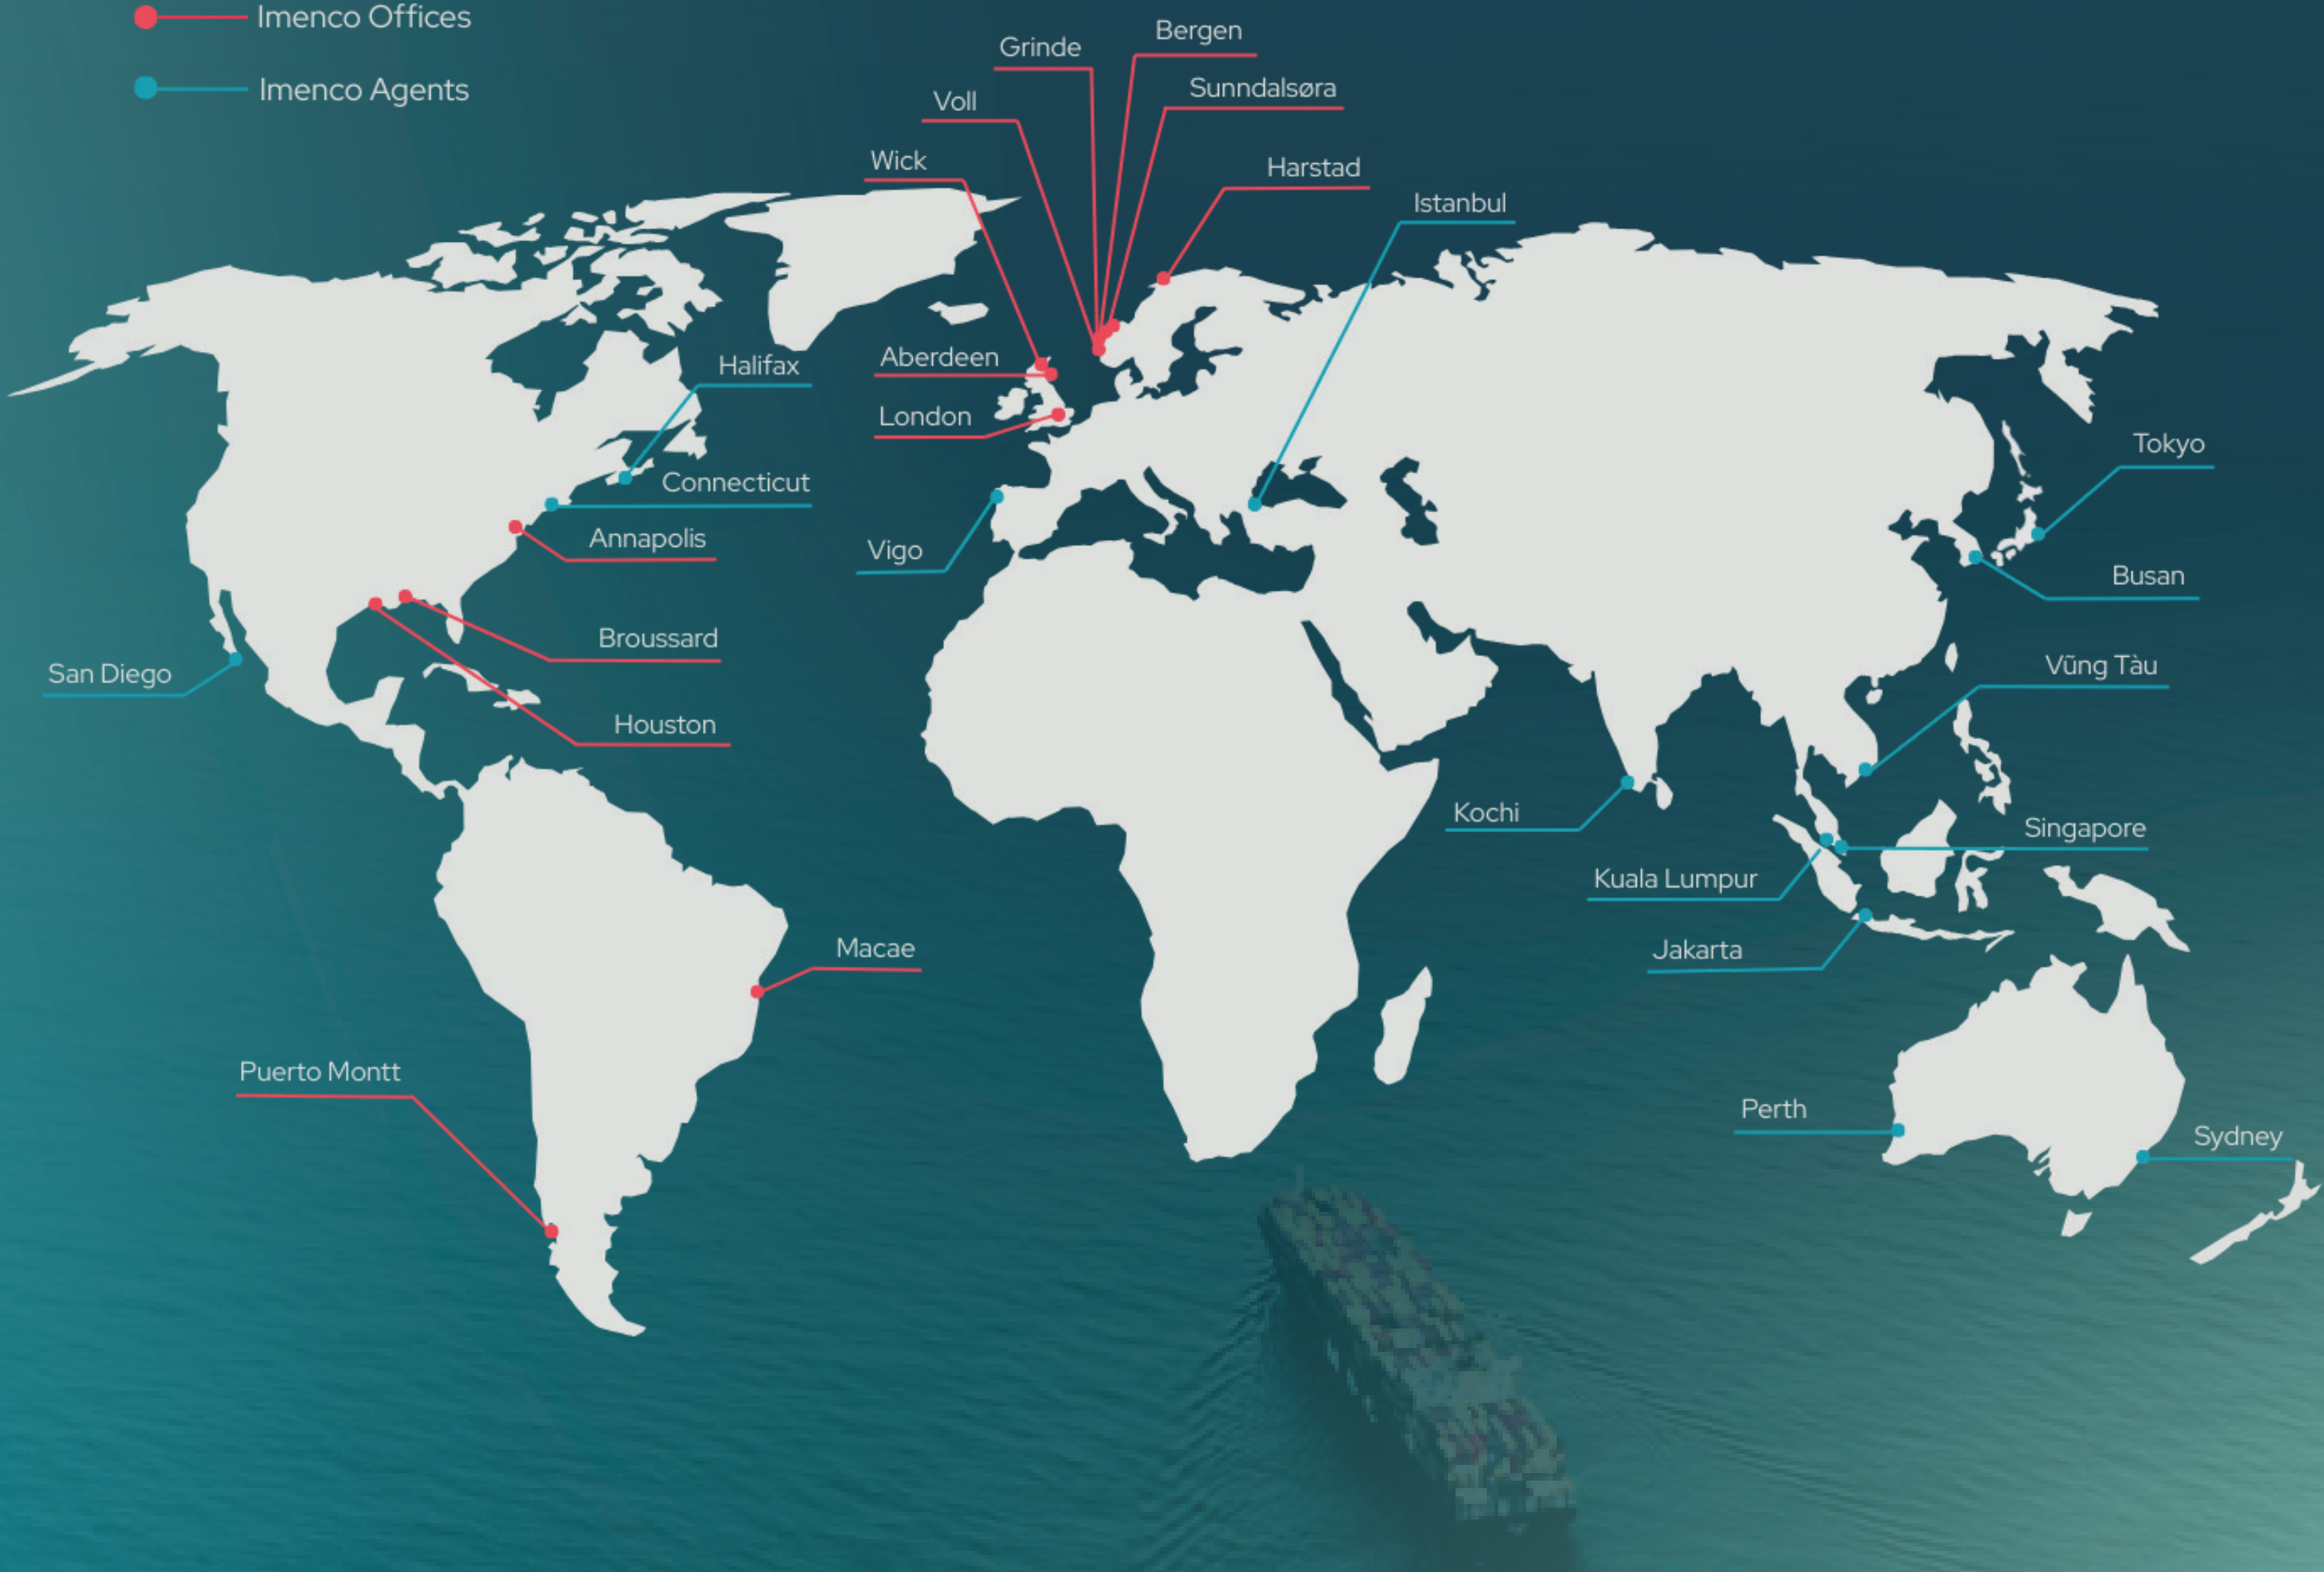 Imenco Offices
Imenco Agents
Bergen
Grinde
Sunndalsøra
Voll
Wick
Harstad
Istanbul
Aberdeen
Halifax
London
Tokyo
Connecticut
Annapolis
Vigo
Busan
Broussard
San Diego
Vũng Tàu
Houston
Kochi
Singapore
Kuala Lumpur
Macae
Jakarta
Puerto Montt
Perth
Sydney